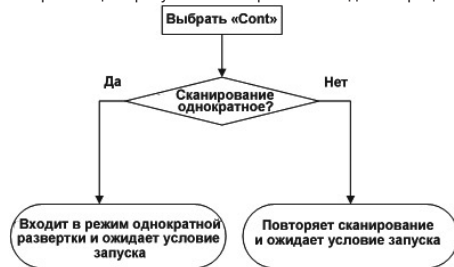 Выбрать «Cont»
Да
Нет
Сканирование
однократное?
Входит в режим однократной
развертки и ожидает условие
запуска
Повторяет сканирование
и ожидает условие запуска